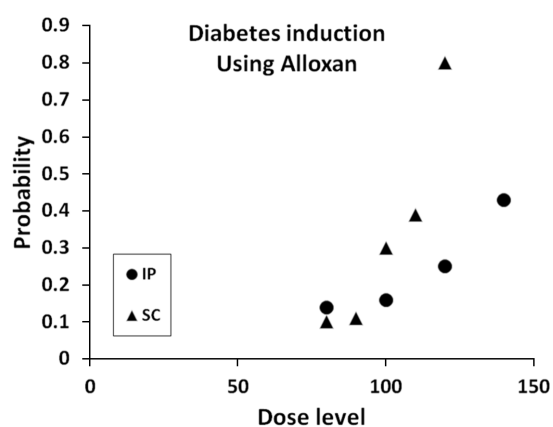 Diabetes induction
Using Alloxan
Probability
0.9
0.8
0.7
0.6
0.5
0.4
0.3
0.2
0.1
0
IP
SC
0
50
100
150
Dose level